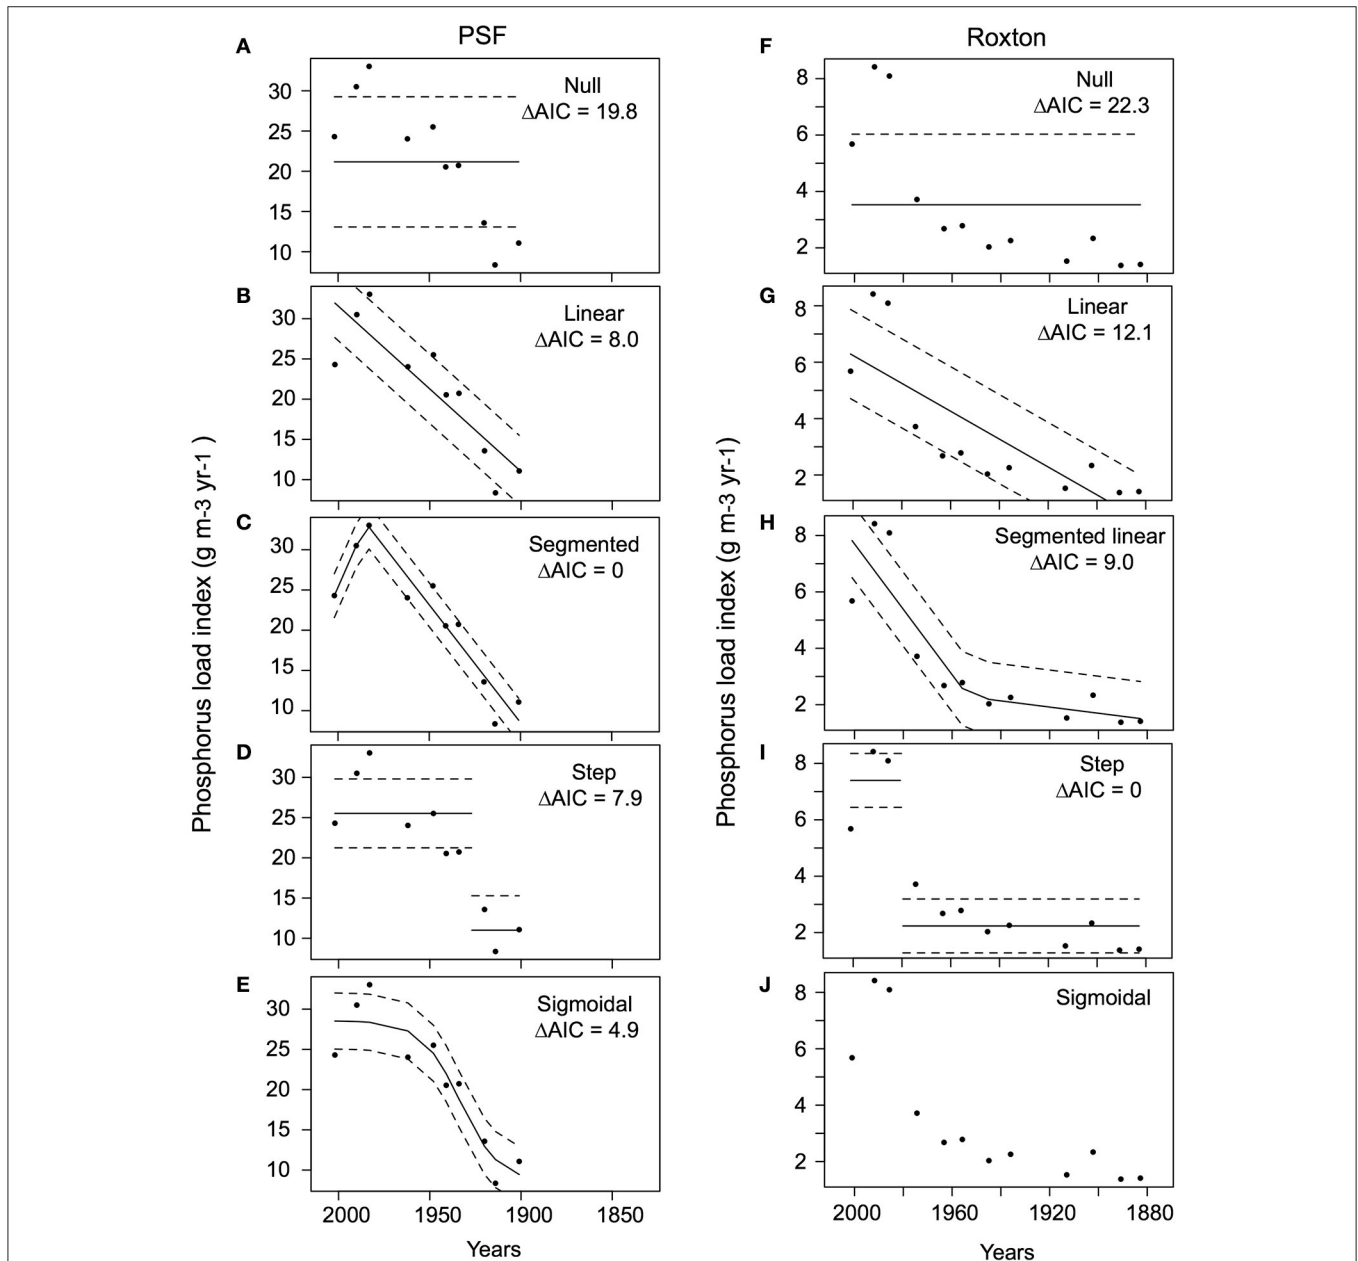 PSF
Roxton
A
Null
ΔAIC = 19.8
30
25
20
15
10
B
Linear
ΔAIC = 8.0
30
25
20
15
10
C
Segmented
ΔAIC = 0
30
25
20
15
10
D
Step
ΔAIC = 7.9
30
25
20
15
10
E
Sigmoidal
ΔAIC = 4.9
30
25
20
15
10
2000 1950 1900 1850
Years
Phosphorus load index (g m-3 yr-1 )
F
Null
ΔAIC = 22.3
8
6
4
2
G
Linear
ΔAIC = 12.1
8
6
4
2
H
Segmented linear
ΔAIC = 9.0
8
6
4
2
I
Step
ΔAIC = 0
8
6
4
2
J
Sigmoidal
8
6
4
2
2000 1960 1920 1880
Years
Phosphorus load index (g m-3 yr-1)